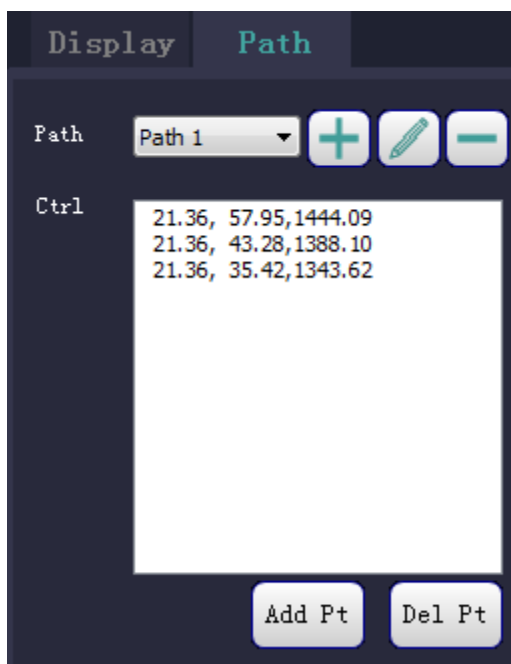 Display Path
Path Path 1
Ctrl
21.36, 57.95,1444.09
21.36, 43.28,1388.10
21.36, 35.42,1343.62
Add Pt Del Pt